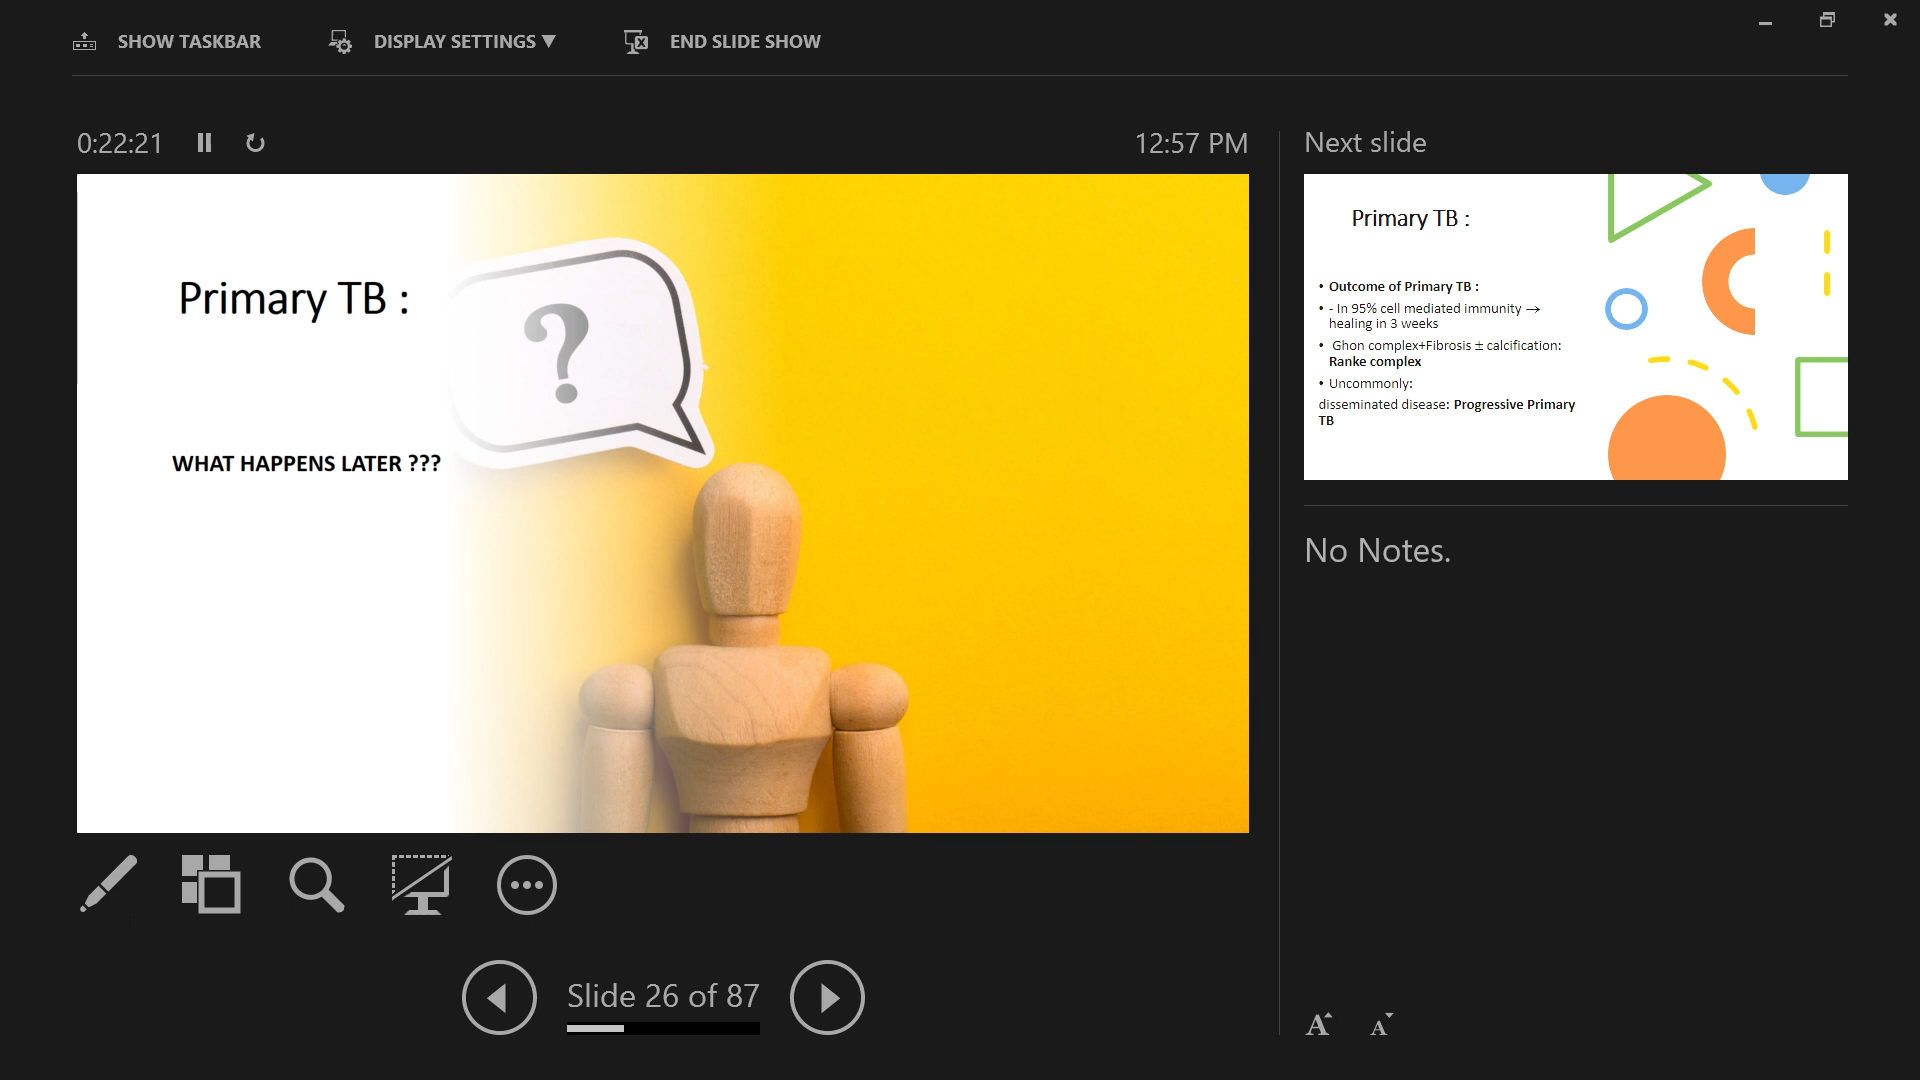 SHOW TASKBAR
DISPLAY SETTINGS ▼
END SLIDE SHOW
0:22:21
12:57 PM
Primary TB :
?
WHAT HAPPENS LATER ???
Slide 26 of 87
Next slide
Primary TB :
• Outcome of Primary TB :
• - In 95% cell mediated immunity →
healing in 3 weeks
• Ghon complex+Fibrosis ± calcification:
Ranke complex
• Uncommonly:
disseminated disease: Progressive Primary
TB
No Notes.
A A